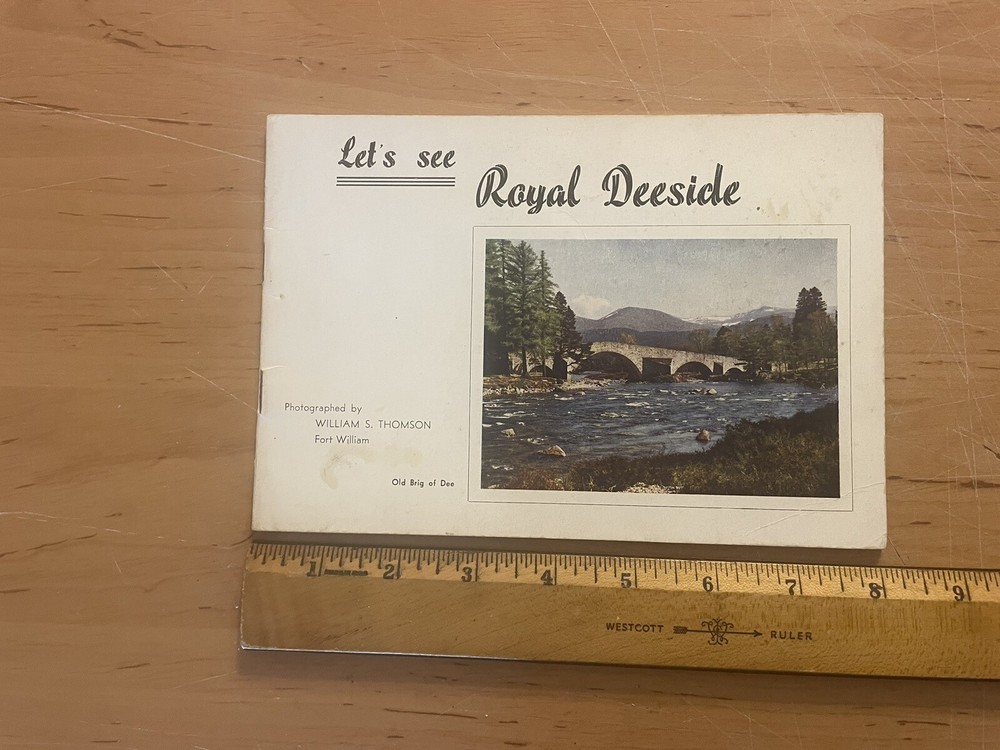 Let's see
Royal Deeside
Photographed by
WILLIAM S. THOMSON
Fort William
Old Brig of Dee
1 2 3 4 5 6 7 8 9
WESTCOTT RULER